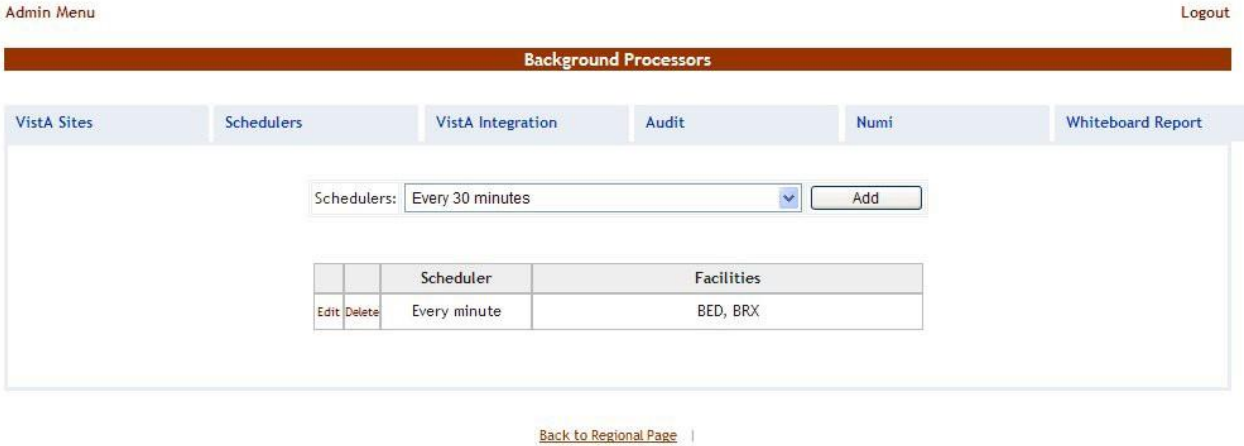 Admin Menu Logout
Background Processors
VistA Sites Schedulers VistA Integration Audit Numi Whiteboard Report
Schedulers: Every 30 minutes Add
Scheduler Facilities
Edit Delete Every minute BED, BRX
Back to Regional Page |